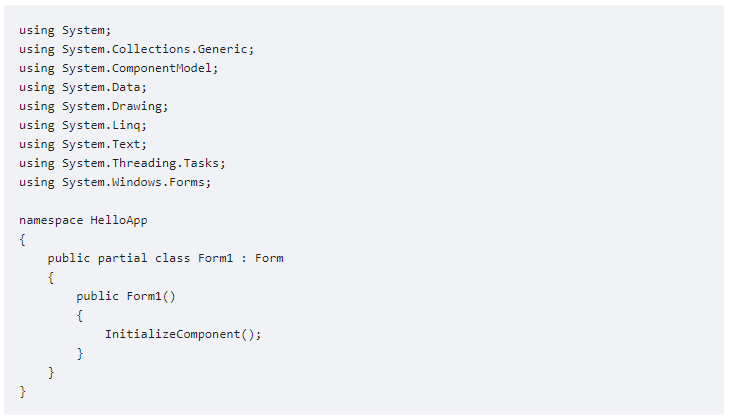 using System;
using System.Collections.Generic;
using System.ComponentModel;
using System.Data;
using System.Drawing;
using System.Linq;
using System.Text;
using System.Threading.Tasks;
using System.Windows.Forms;

namespace HelloApp
{
    public partial class Form1 : Form
    {
        public Form1()
        {
            InitializeComponent();
        }
    }
}